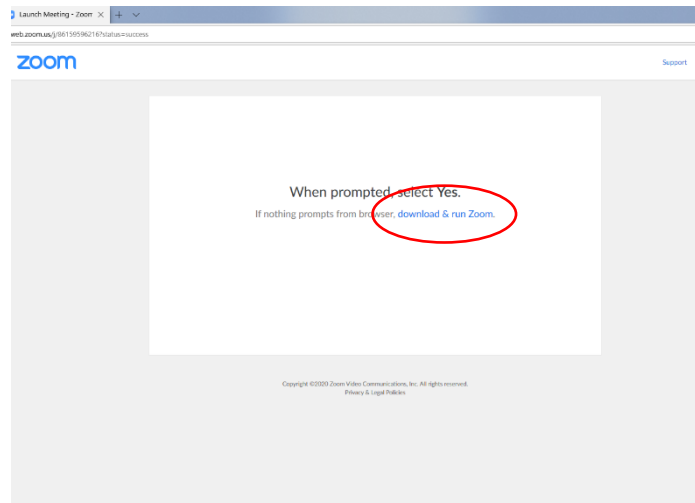 Launch Meeting - Zoom
web.zoom.us/j/86159596216?status=success
zoom
Support
When prompted, select Yes.
If nothing prompts from browser, download & run Zoom.
Copyright ©2020 Zoom Video Communications, Inc. All rights reserved.
Privacy & Legal Policies